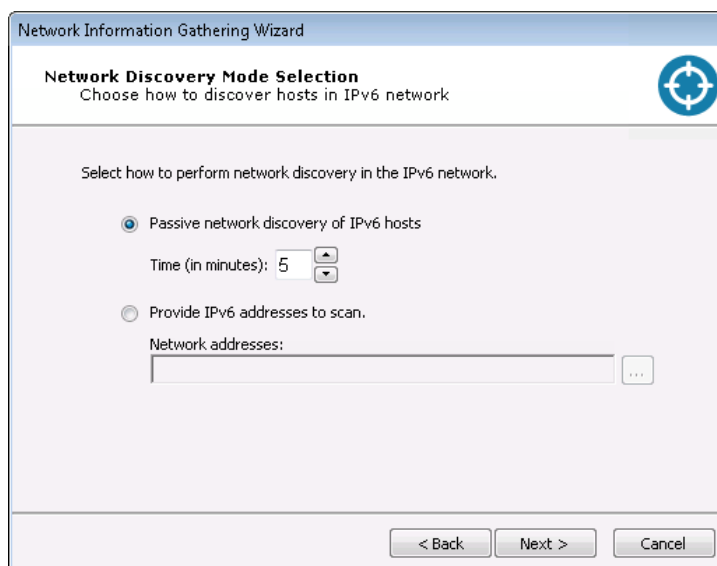 Network Information Gathering Wizard
Network Discovery Mode Selection
Choose how to discover hosts in IPv6 network
Select how to perform network discovery in the IPv6 network.
Passive network discovery of IPv6 hosts
Time (in minutes): 5
Provide IPv6 addresses to scan.
Network addresses:
...
< Back Next > Cancel